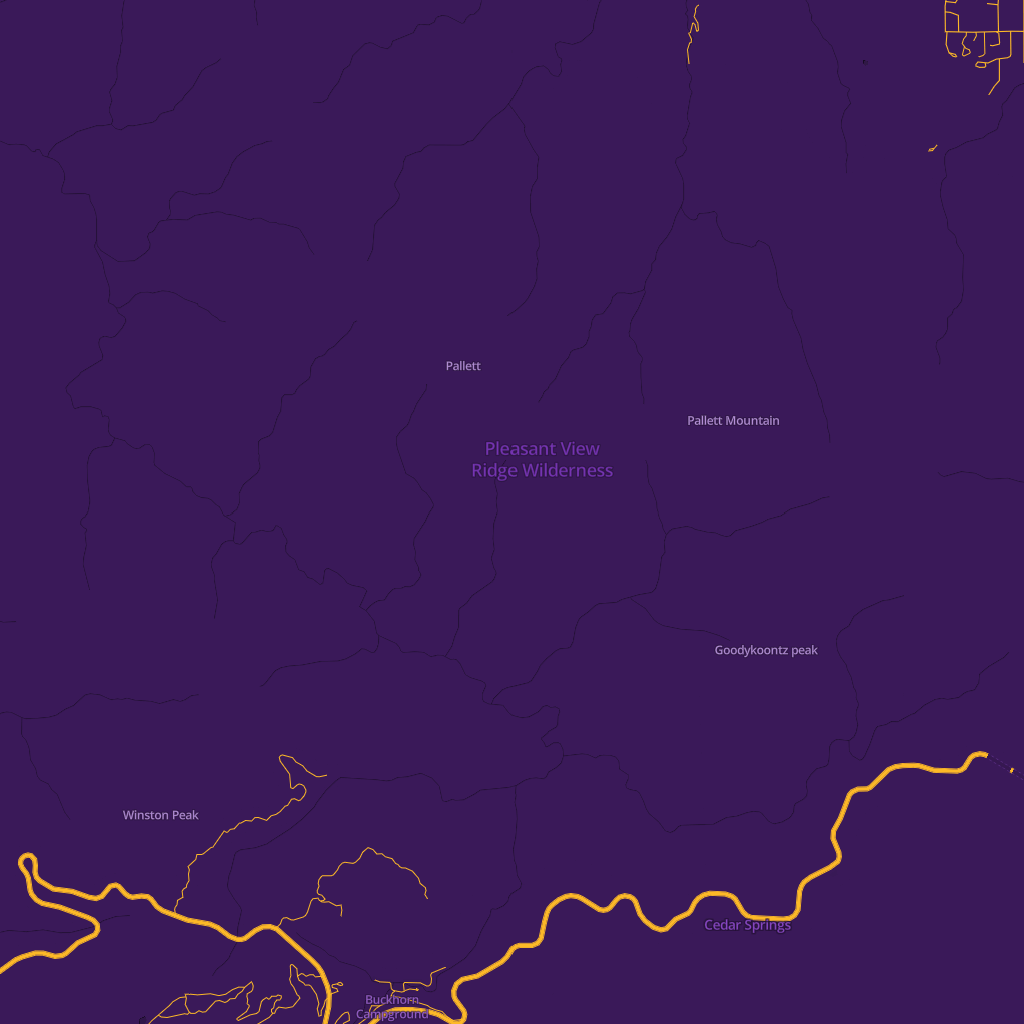 Pallett
Pallett Mountain
Pleasant View
Ridge Wilderness
Goodykoontz peak
Winston Peak
Cedar Springs
Buckhorn
Campground